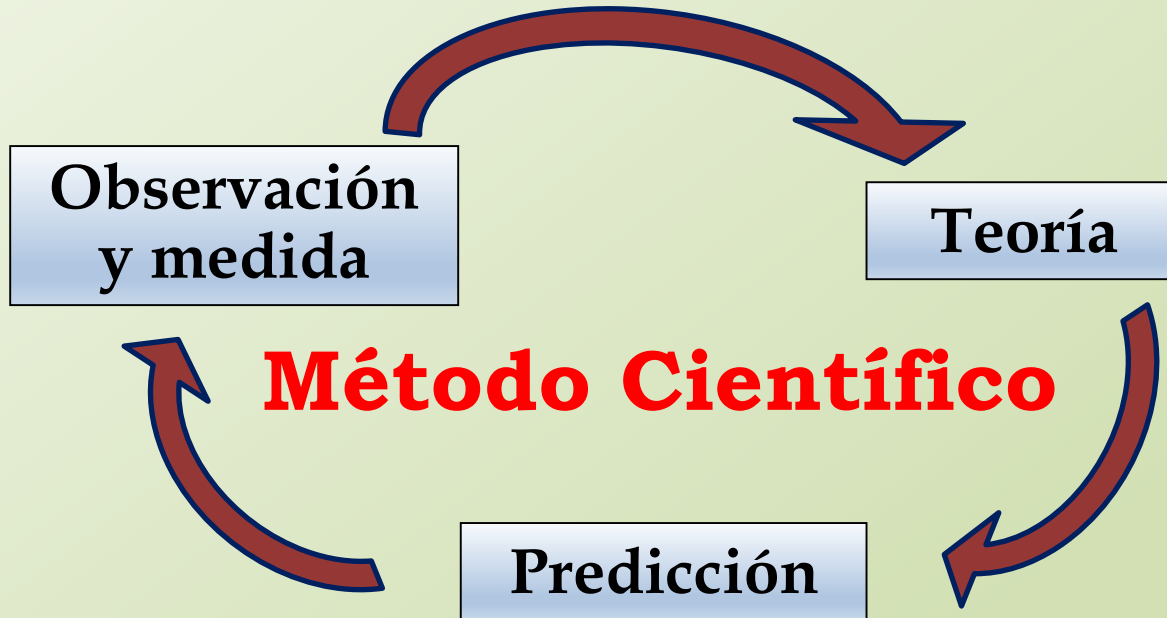 Observación
y medida
Teoría
Método Científico
Predicción